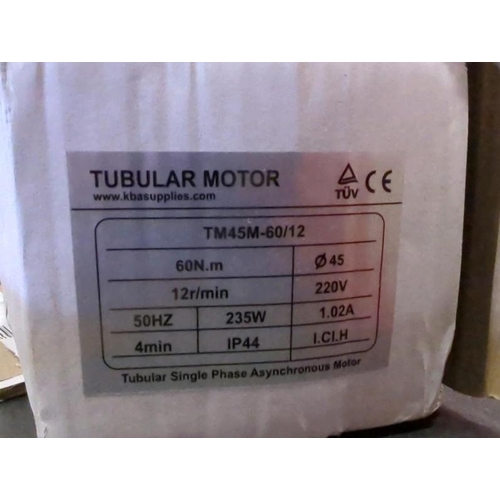 TUBULAR MOTOR
www.kbasupplies.com
TÜV CE
TM45M-60/12
60N.m Ø45
12r/min 220V
50HZ 235W 1.02A
4min IP44 I.CI.H
Tubular Single Phase Asynchronous Motor